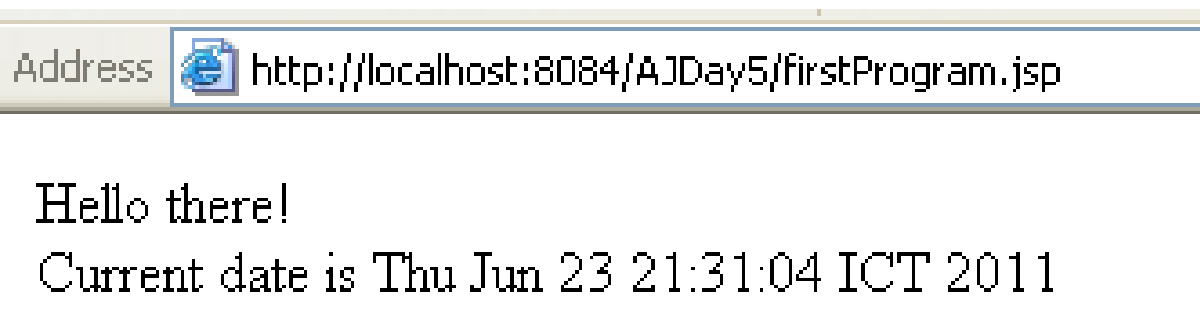 Address http://localhost:8084/AJDay5/firstProgram.jsp
Hello there!
Current date is Thu Jun 23 21:31:04 ICT 2011